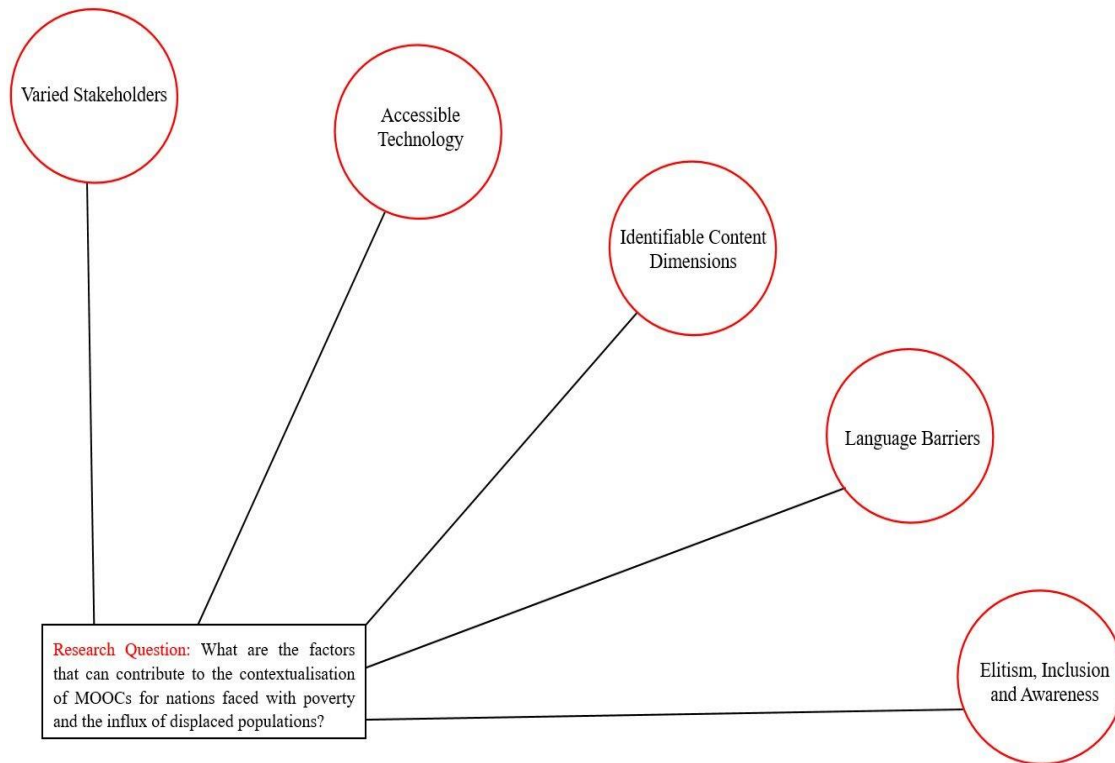 Varied Stakeholders
Accessible
Technology
Identifiable Content
Dimensions
Language Barriers
Elitism, Inclusion
and Awareness
Research Question: What are the factors
that can contribute to the contextualisation
of MOOCs for nations faced with poverty
and the influx of displaced populations?